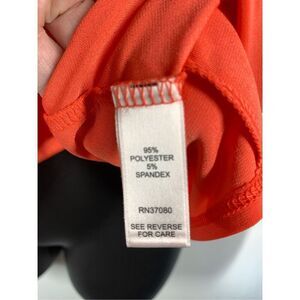 95%
POLYESTER
5%
SPANDEX
RN37080
SEE REVERSE
FOR CARE